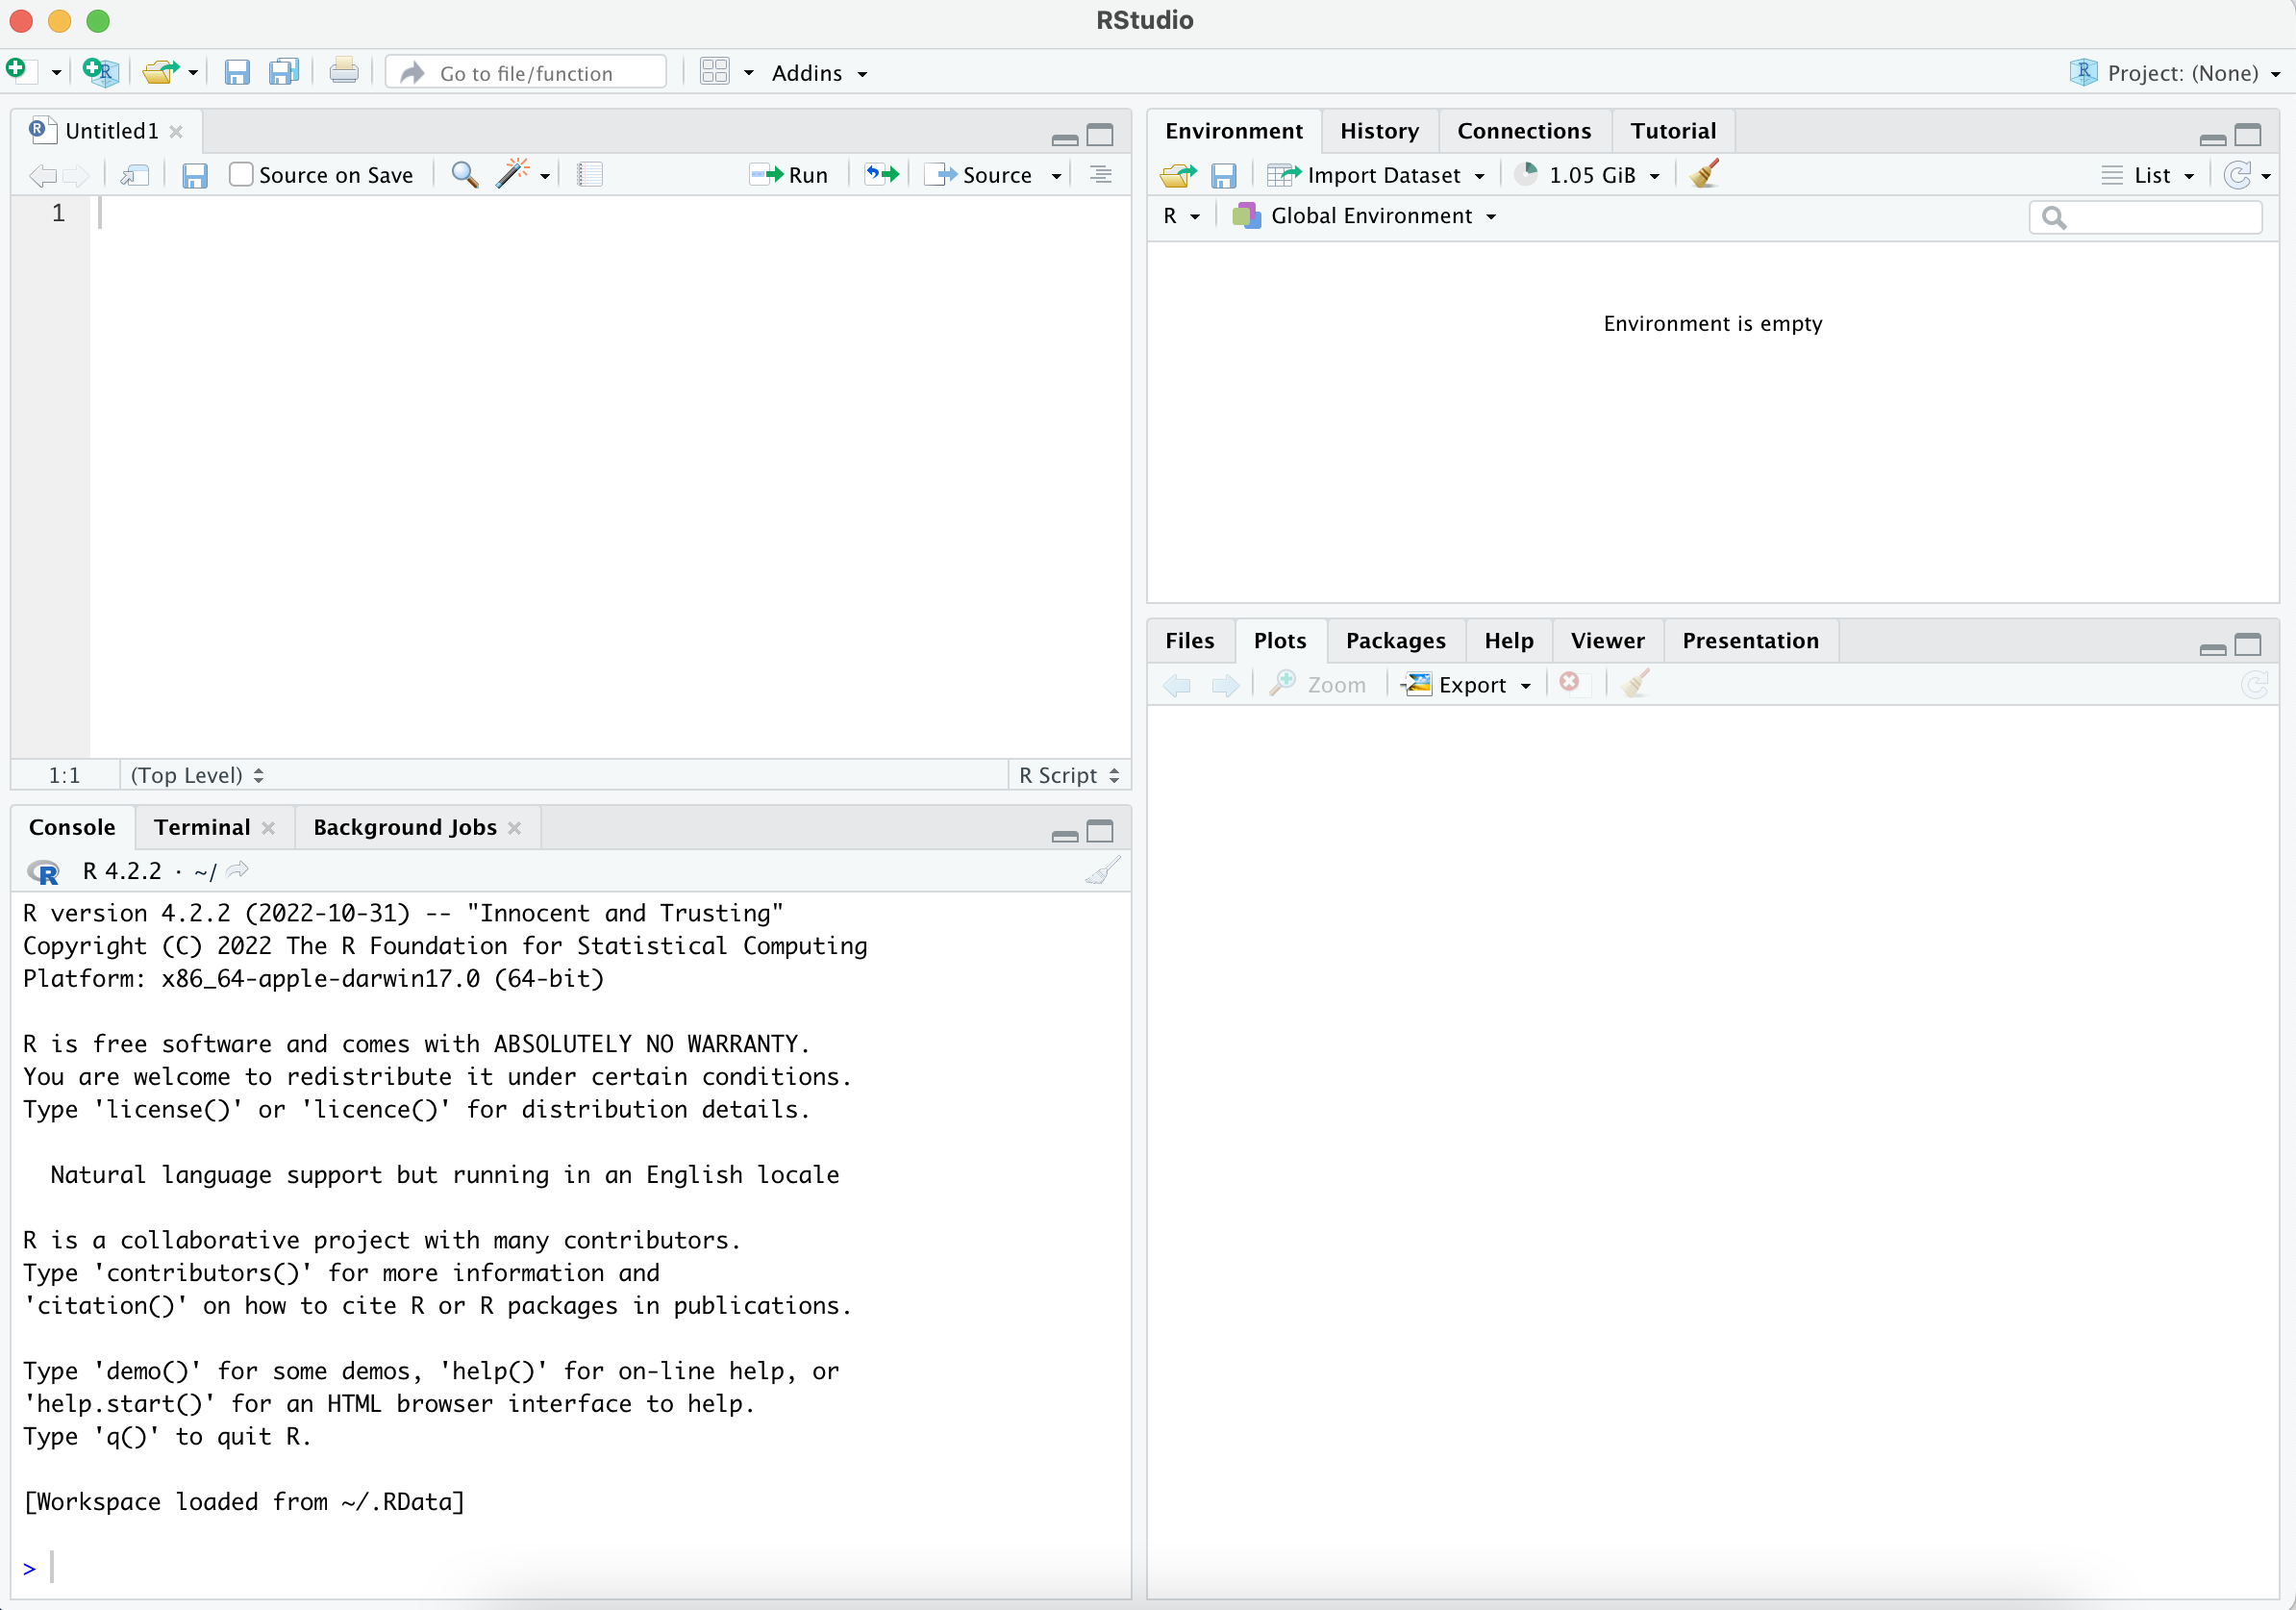 RStudio
Go to file/function
Addins
Project: (None)
Untitled1
Source on Save
Run
Source
1
1:1 (Top Level)
R Script
Console Terminal Background Jobs
R 4.2.2 · ~/
R version 4.2.2 (2022-10-31) -- "Innocent and Trusting"
Copyright (C) 2022 The R Foundation for Statistical Computing
Platform: x86_64-apple-darwin17.0 (64-bit)
R is free software and comes with ABSOLUTELY NO WARRANTY.
You are welcome to redistribute it under certain conditions.
Type 'license()' or 'licence()' for distribution details.
Natural language support but running in an English locale
R is a collaborative project with many contributors.
Type 'contributors()' for more information and
'citation()' on how to cite R or R packages in publications.
Type 'demo()' for some demos, 'help()' for on-line help, or
'help.start()' for an HTML browser interface to help.
Type 'q()' to quit R.
[Workspace loaded from ~/.RData]
>
Environment History Connections Tutorial
Import Dataset 1.05 GiB List
R Global Environment
Environment is empty
Files Plots Packages Help Viewer Presentation
Zoom Export